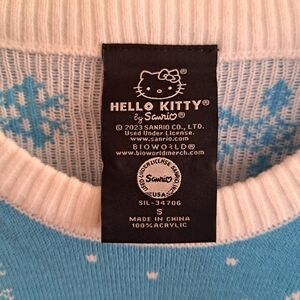 HELLO KITTY®
by Sanrio®
© 2023 SANRIO CO., LTD.
Used Under License.
www.sanrio.com
BIOWORLD®
www.bioworldmerch.com
Sanrio
SIL-34706
S
MADE IN CHINA
100% ACRYLIC